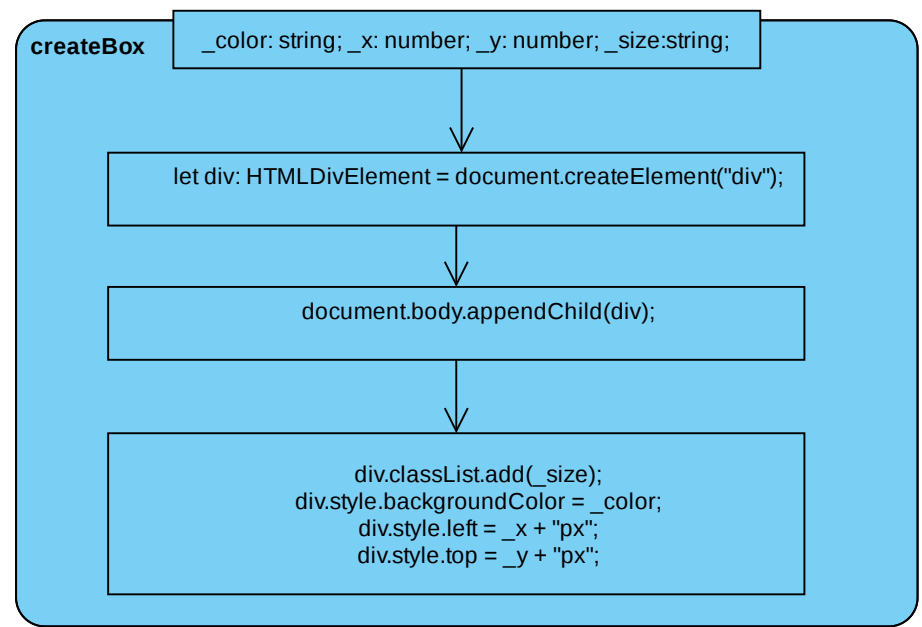 createBox
_color: string; _x: number; _y: number; _size:string;
let div: HTMLDivElement = document.createElement("div");
document.body.appendChild(div);
div.classList.add(_size);
div.style.backgroundColor = _color;
div.style.left = _x + "px";
div.style.top = _y + "px";